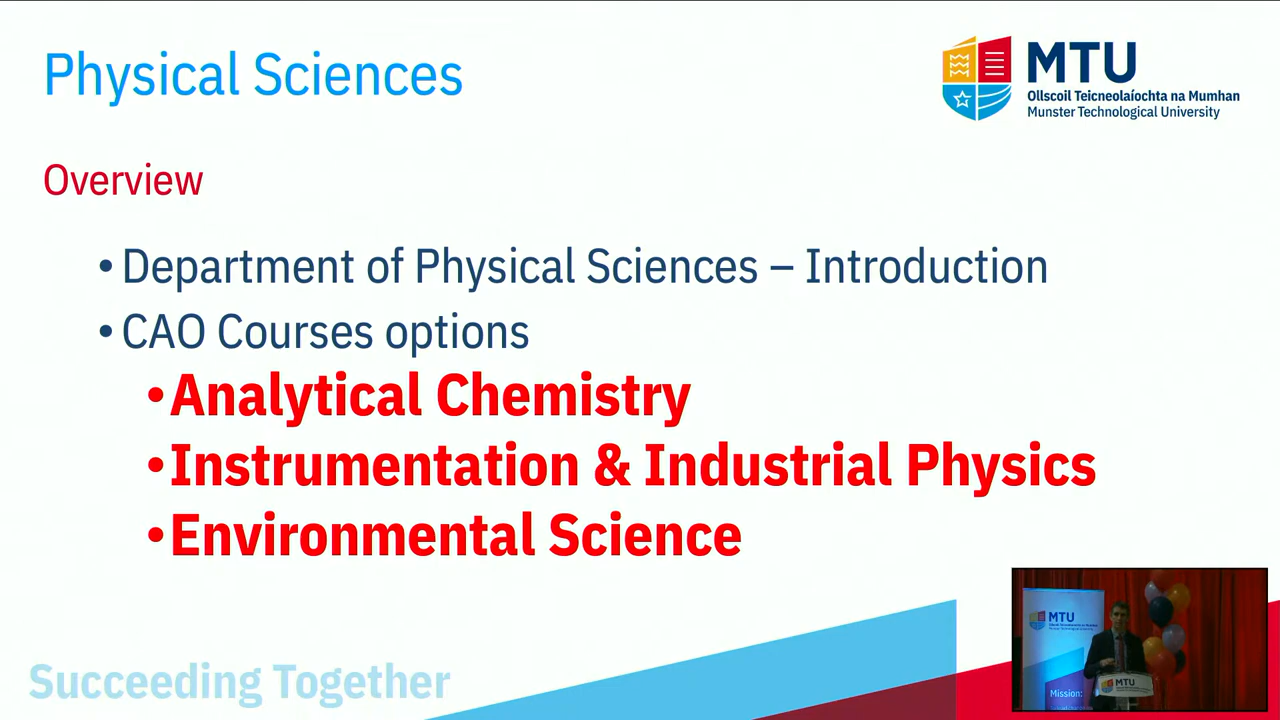 Physical Sciences
MTU
Ollscoil Teicneolaíochta na Mumhan
Munster Technological University
Overview
• Department of Physical Sciences – Introduction
• CAO Courses options
• Analytical Chemistry
• Instrumentation & Industrial Physics
• Environmental Science
Succeeding Together
MTU
Mission:
MTU